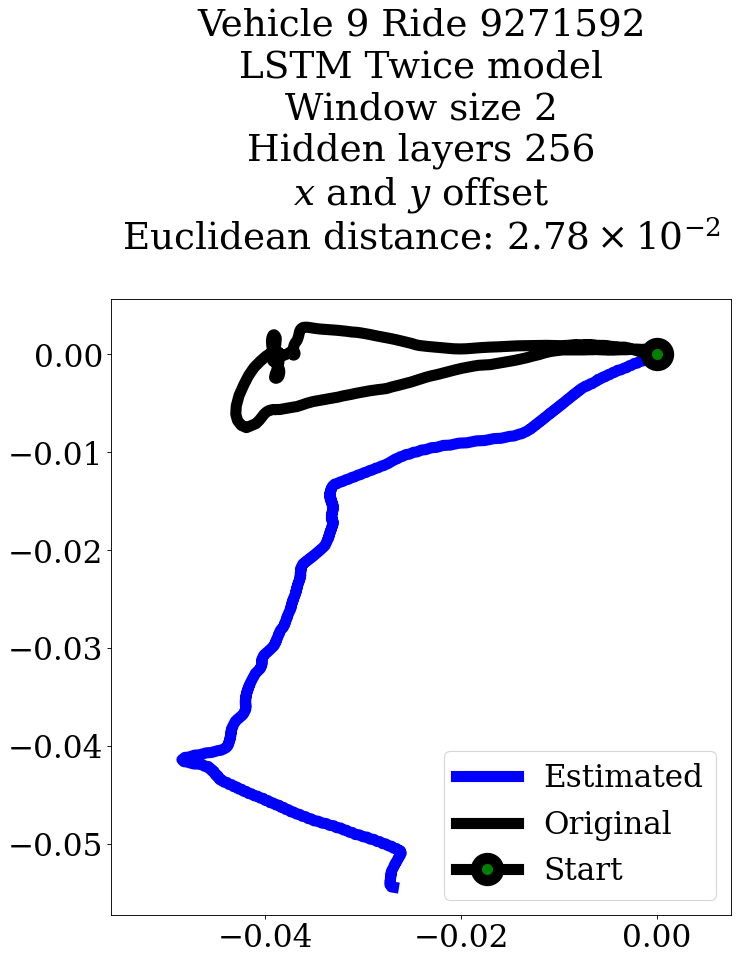 Vehicle 9 Ride 9271592
LSTM Twice model
Window size 2
Hidden layers 256
x and y offset
Euclidean distance: 2.78 × 10⁻²
0.00
−0.01
−0.02
−0.03
−0.04
−0.05
Estimated
Original
Start
−0.04 −0.02 0.00